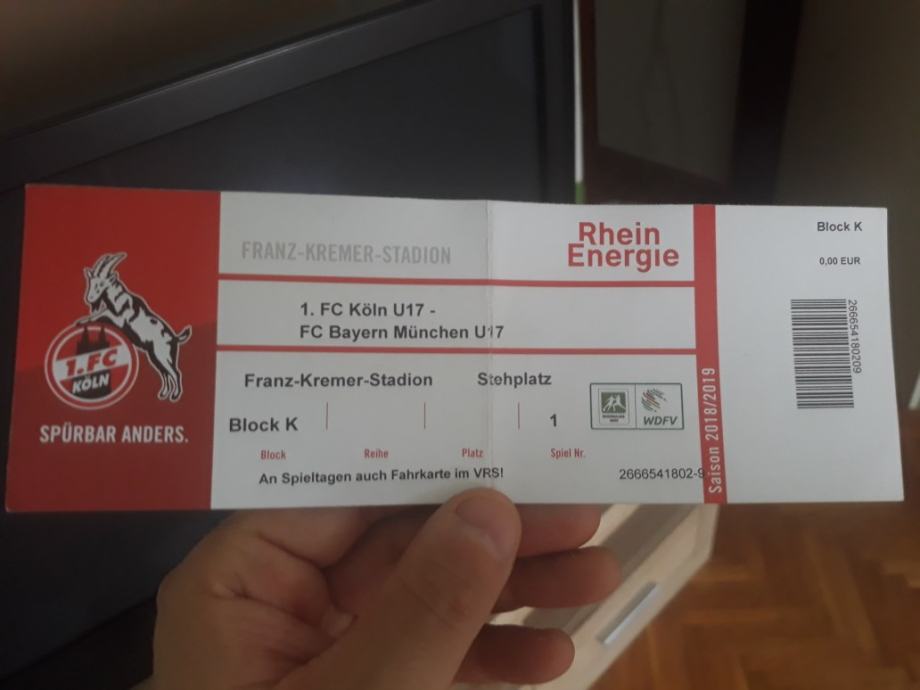 1. FC
KÖLN
SPÜRBAR ANDERS.
FRANZ-KREMER-STADION
Rhein
Energie
1. FC Köln U17 -
FC Bayern München U17
Franz-Kremer-Stadion Stehplatz
Block K 1
Block Reihe Platz Spiel Nr.
An Spieltagen auch Fahrkarte im VRS!
WDFV
2666541802-9
Saison 2018/2019
Block K
0,00 EUR
266654180209